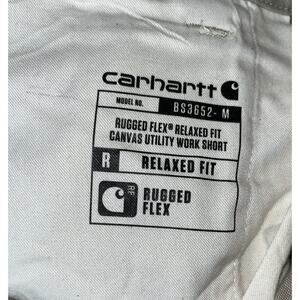 carhartt
MODEL NO. BS3652- M
RUGGED FLEX® RELAXED FIT
CANVAS UTILITY WORK SHORT
R RELAXED FIT
RF RUGGED
FLEX